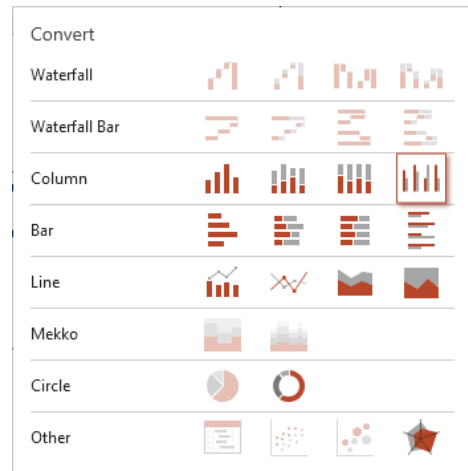 Convert
Waterfall
Waterfall Bar
Column
Bar
Line
Mekko
Circle
Other